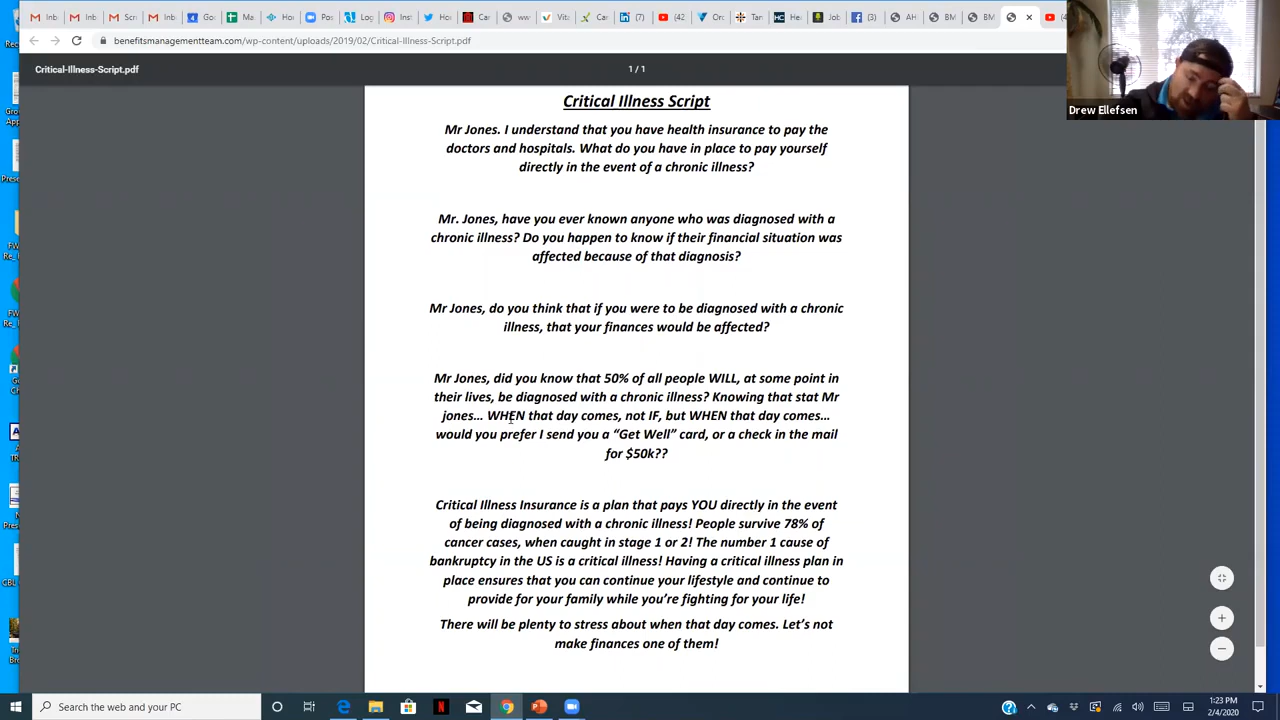 Critical-Illness-Script.pdf
1 / 1
Drew Ellefsen
Critical Illness Script
Mr Jones. I understand that you have health insurance to pay the
doctors and hospitals. What do you have in place to pay yourself
directly in the event of a chronic illness?
Mr. Jones, have you ever known anyone who was diagnosed with a
chronic illness? Do you happen to know if their financial situation was
affected because of that diagnosis?
Mr Jones, do you think that if you were to be diagnosed with a chronic
illness, that your finances would be affected?
Mr Jones, did you know that 50% of all people WILL, at some point in
their lives, be diagnosed with a chronic illness? Knowing that stat Mr
jones… WHEN that day comes, not IF, but WHEN that day comes…
would you prefer I send you a “Get Well” card, or a check in the mail
for $50k??
Critical Illness Insurance is a plan that pays YOU directly in the event
of being diagnosed with a chronic illness! People survive 78% of
cancer cases, when caught in stage 1 or 2! The number 1 cause of
bankruptcy in the US is a critical illness! Having a critical illness plan in
place ensures that you can continue your lifestyle and continue to
provide for your family while you’re fighting for your life!
There will be plenty to stress about when that day comes. Let’s not
make finances one of them!
Search the web and your PC
1:23 PM
2/4/2020